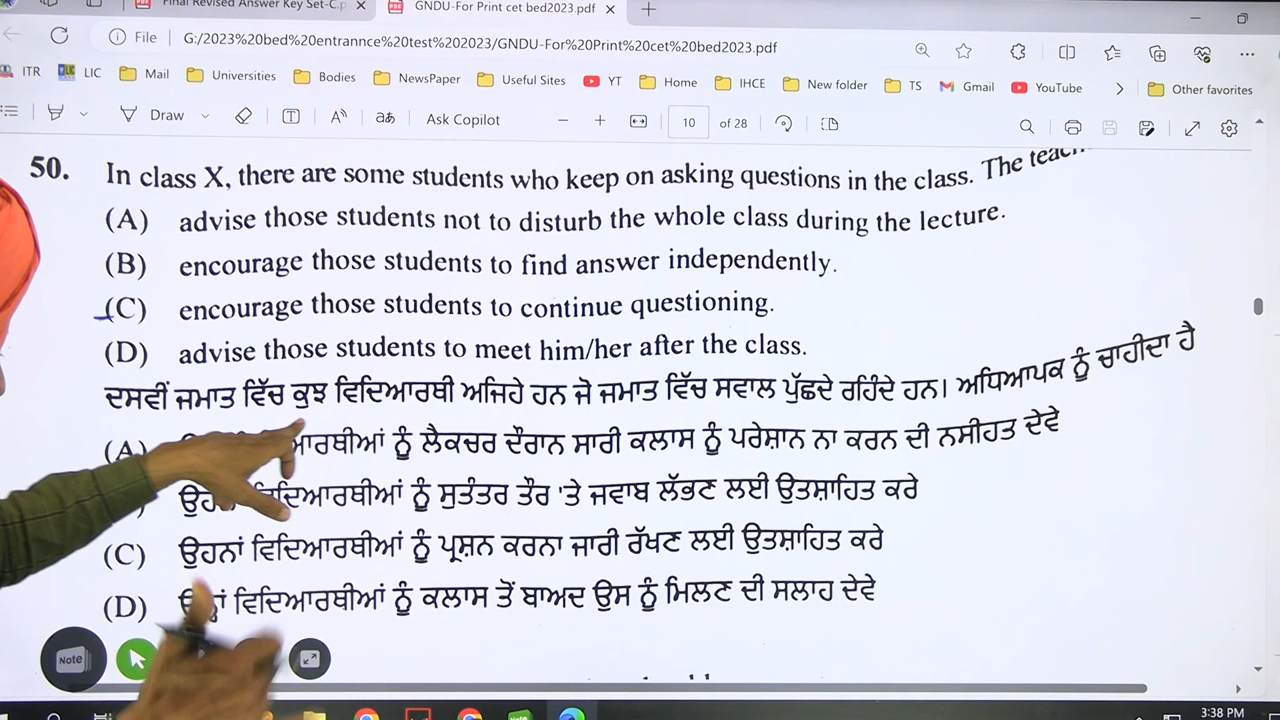 Final Revised Answer Key Set-C.p
GNDU-For Print cet bed2023.pdf
File G:/2023%20bed%20entrannce%20test%202023/GNDU-For%20Print%20cet%20bed2023.pdf
ITR LIC Mail Universities Bodies NewsPaper Useful Sites YT Home IHCE New folder TS Gmail YouTube Other favorites
Draw Ask Copilot 10 of 28
50. In class X, there are some students who keep on asking questions in the class. The
(A) advise those students not to disturb the whole class during the lecture.
(B) encourage those students to find answer independently.
(C) encourage those students to continue questioning.
(D) advise those students to meet him/her after the class.
ਦਸਵੀਂ ਜਮਾਤ ਵਿੱਚ ਕੁਝ ਵਿਦਿਆਰਥੀ ਅਜਿਹੇ ਹਨ ਜੋ ਜਮਾਤ ਵਿੱਚ ਸਵਾਲ ਪੁੱਛਦੇ ਰਹਿੰਦੇ ਹਨ। ਅਧਿਆਪਕ ਨੂੰ ਚਾਹੀਦਾ ਹੈ
(A) ਨੂੰ ਲੈਕਚਰ ਦੌਰਾਨ ਸਾਰੀ ਕਲਾਸ ਨੂੰ ਪਰੇਸ਼ਾਨ ਨਾ ਕਰਨ ਦੀ ਨਸੀਹਤ ਦੇਵੇ
ਵਿਦਿਆਰਥੀਆਂ ਨੂੰ ਸੁਤੰਤਰ ਤੌਰ 'ਤੇ ਜਵਾਬ ਲੱਭਣ ਲਈ ਉਤਸ਼ਾਹਿਤ ਕਰੇ
(C) ਉਹਨਾਂ ਵਿਦਿਆਰਥੀਆਂ ਨੂੰ ਪ੍ਰਸ਼ਨ ਕਰਨਾ ਜਾਰੀ ਰੱਖਣ ਲਈ ਉਤਸ਼ਾਹਿਤ ਕਰੇ
(D) ਵਿਦਿਆਰਥੀਆਂ ਨੂੰ ਕਲਾਸ ਤੋਂ ਬਾਅਦ ਉਸ ਨੂੰ ਮਿਲਣ ਦੀ ਸਲਾਹ ਦੇਵੇ
Note
3:38 PM